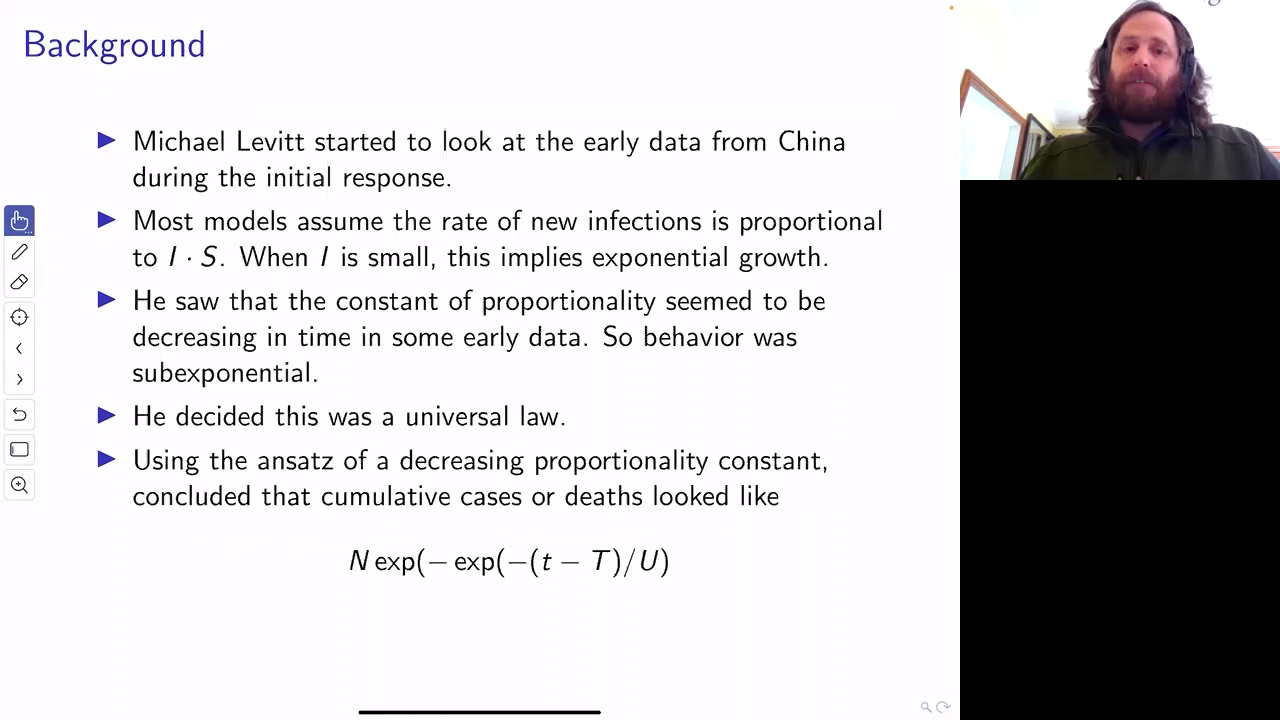 Background
▶ Michael Levitt started to look at the early data from China
during the initial response.
▶ Most models assume the rate of new infections is proportional
to I · S. When I is small, this implies exponential growth.
▶ He saw that the constant of proportionality seemed to be
decreasing in time in some early data. So behavior was
subexponential.
▶ He decided this was a universal law.
▶ Using the ansatz of a decreasing proportionality constant,
concluded that cumulative cases or deaths looked like
N exp(− exp(−(t − T)/U)